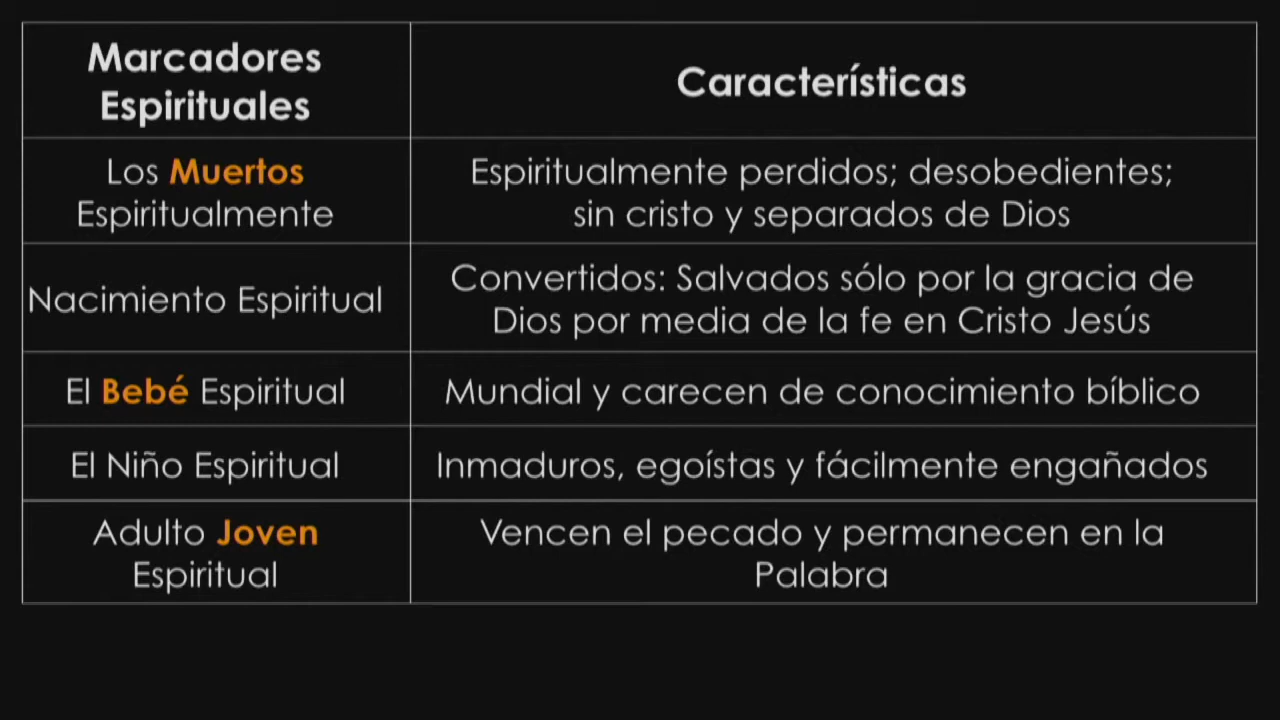 Marcadores
Espirituales
Características
Los Muertos
Espiritualmente
Espiritualmente perdidos; desobedientes;
sin cristo y separados de Dios
Nacimiento Espiritual
Convertidos: Salvados sólo por la gracia de
Dios por media de la fe en Cristo Jesús
El Bebé Espiritual
Mundial y carecen de conocimiento bíblico
El Niño Espiritual
Inmaduros, egoístas y fácilmente engañados
Adulto Joven
Espiritual
Vencen el pecado y permanecen en la
Palabra